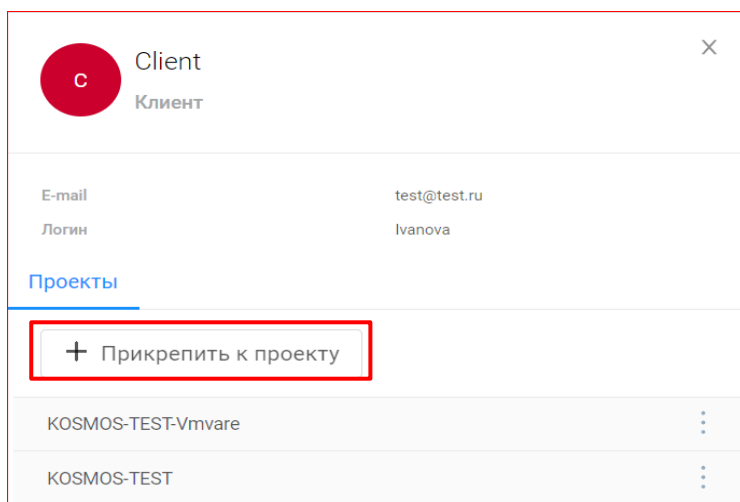 C
Client
Клиент
E-mail test@test.ru
Логин Ivanova
Проекты
+ Прикрепить к проекту
KOSMOS-TEST-Vmvare
KOSMOS-TEST